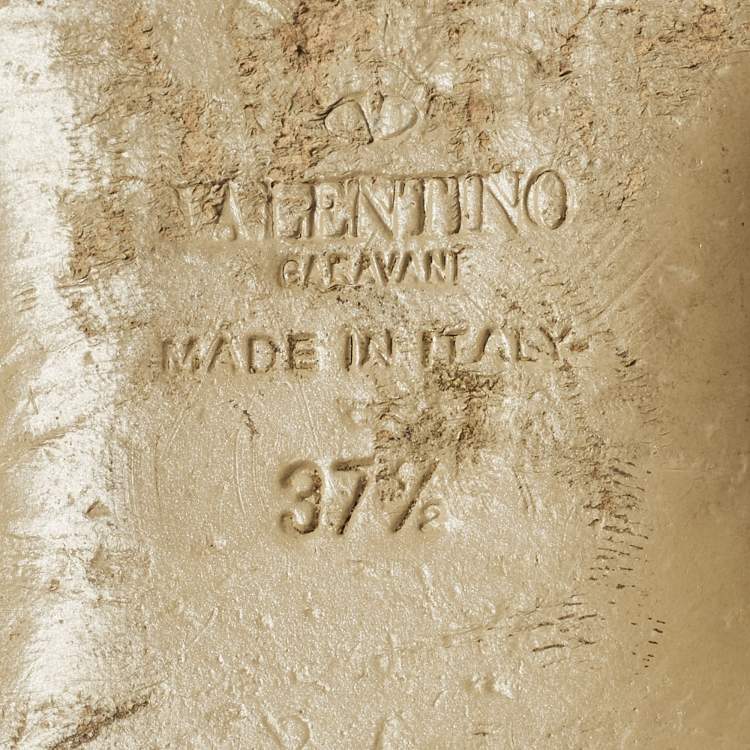 VALENTINO
GARAVANI
MADE IN ITALY
37½